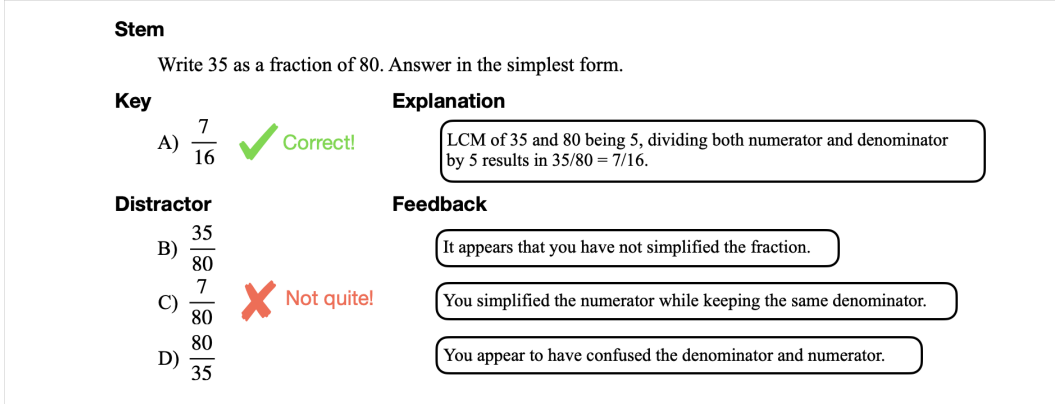 Stem
Write 35 as a fraction of 80. Answer in the simplest form.
Key
Explanation
A) 7/16 Correct!
LCM of 35 and 80 being 5, dividing both numerator and denominator
by 5 results in 35/80 = 7/16.
Distractor
Feedback
B) 35/80
It appears that you have not simplified the fraction.
C) 7/80 Not quite!
You simplified the numerator while keeping the same denominator.
D) 80/35
You appear to have confused the denominator and numerator.